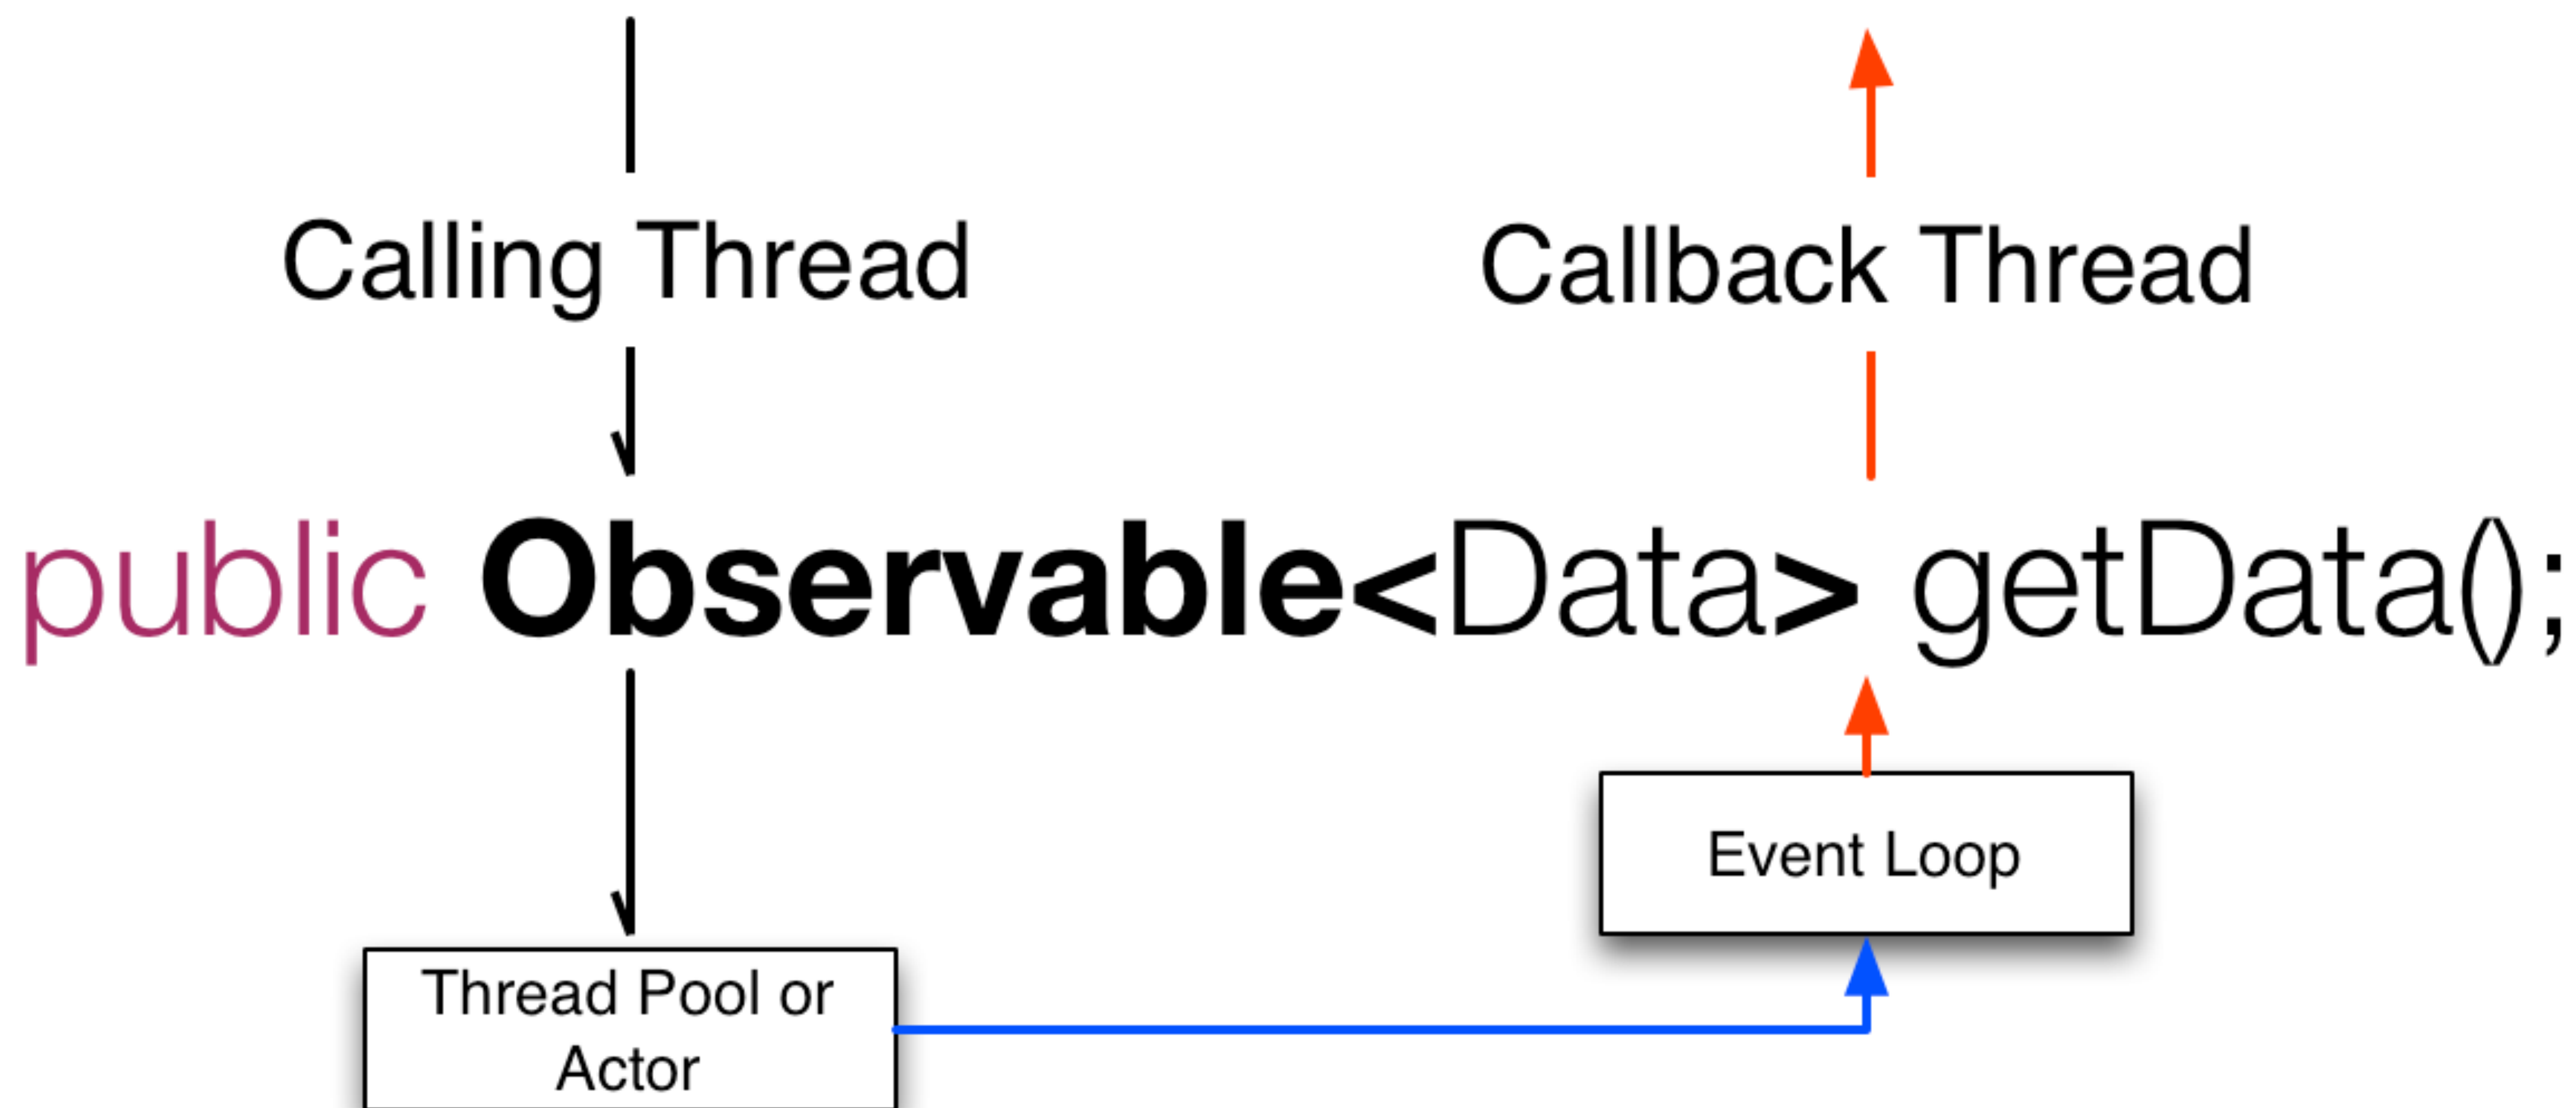 Calling Thread
Callback Thread
public Observable<Data> getData();
Event Loop
Thread Pool or
Actor